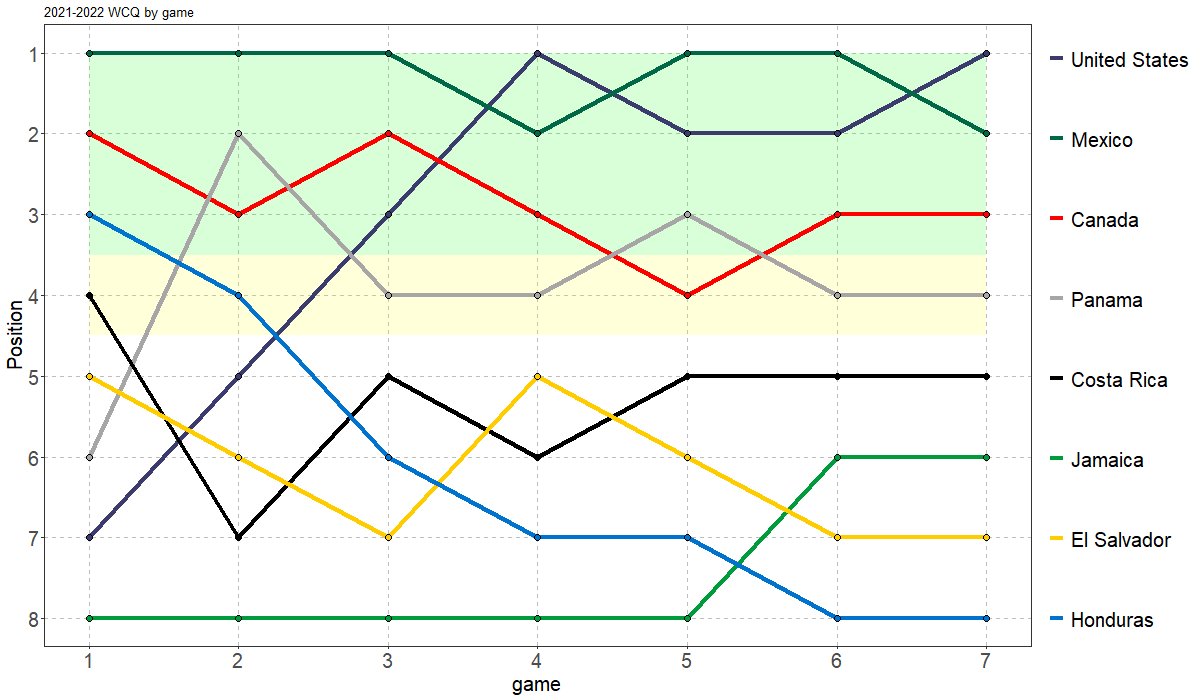 2021-2022 WCQ by game
Position
1
2
3
4
5
6
7
8
1 2 3 4 5 6 7
game
United States
Mexico
Canada
Panama
Costa Rica
Jamaica
El Salvador
Honduras